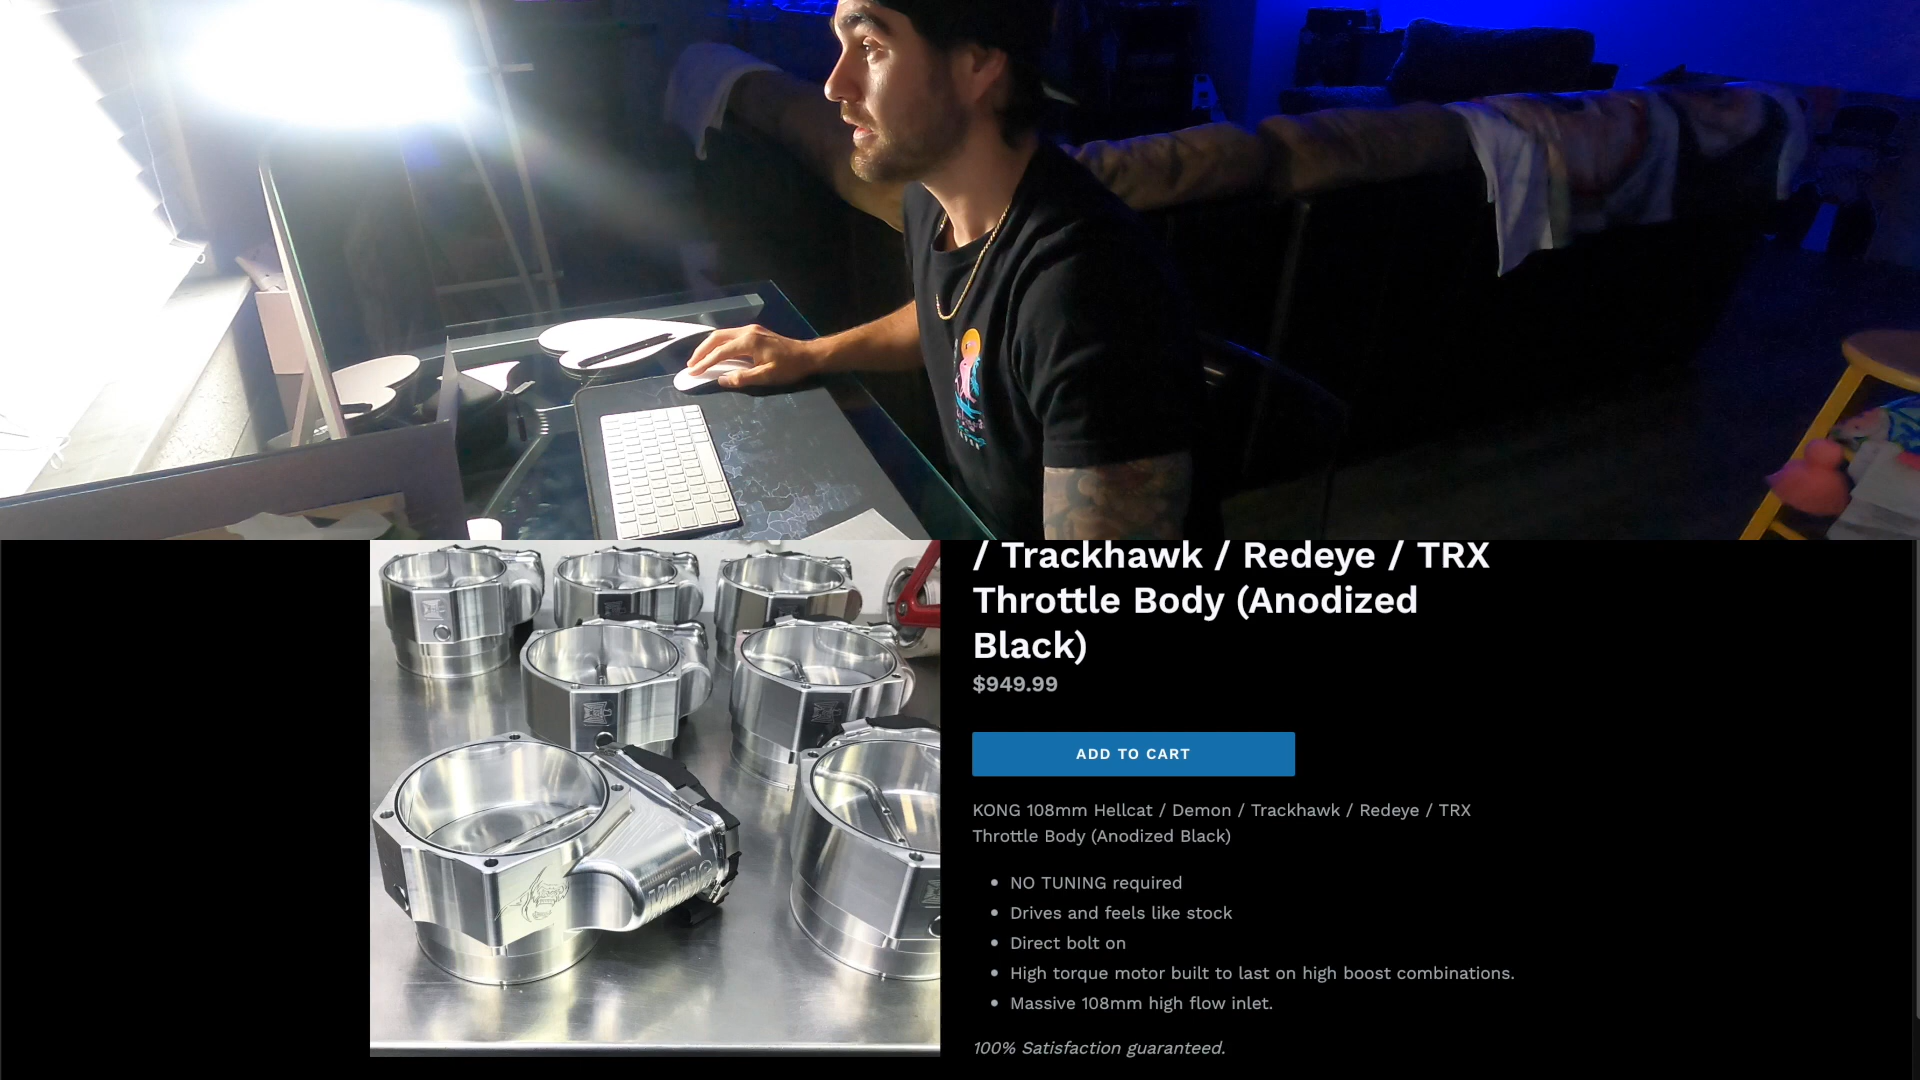 / Trackhawk / Redeye / TRX
Throttle Body (Anodized
Black)
$949.99
ADD TO CART
KONG 108mm Hellcat / Demon / Trackhawk / Redeye / TRX
Throttle Body (Anodized Black)
NO TUNING required
Drives and feels like stock
Direct bolt on
High torque motor built to last on high boost combinations.
Massive 108mm high flow inlet.
100% Satisfaction guaranteed.
KONG